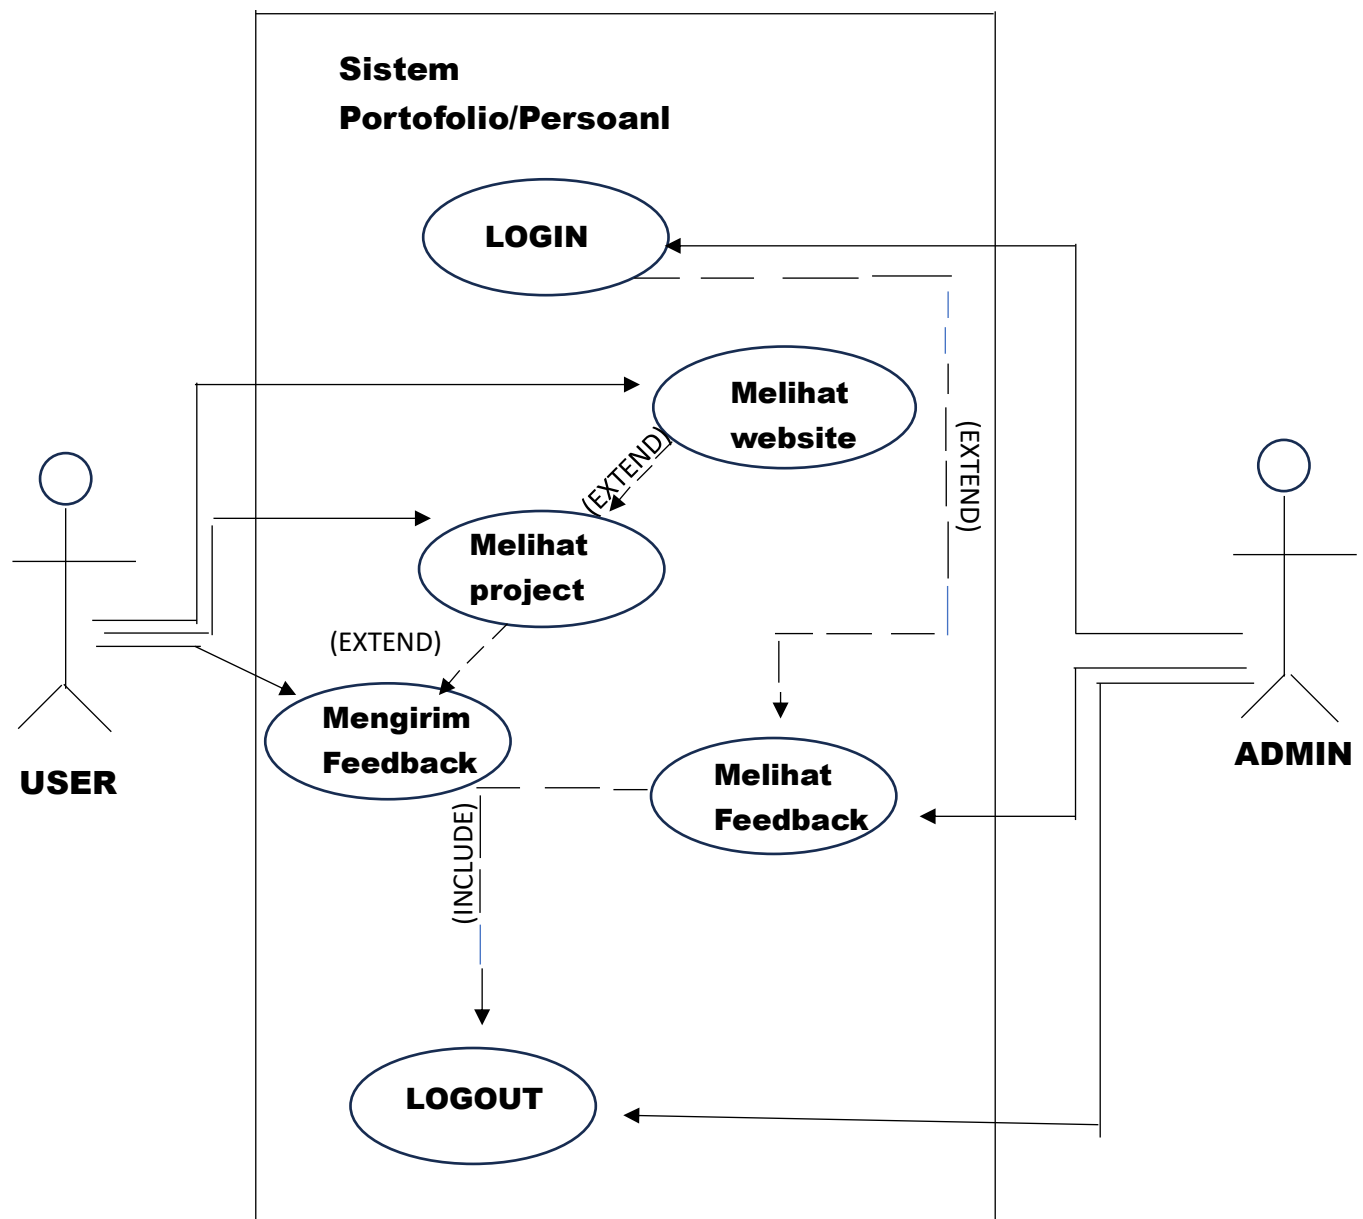 Sistem
Portofolio/Persoanl
LOGIN
Melihat
website
(EXTEND)
(EXTEND)
Melihat
project
(EXTEND)
Mengirim
Feedback
USER
Melihat
Feedback
ADMIN
(INCLUDE)
LOGOUT